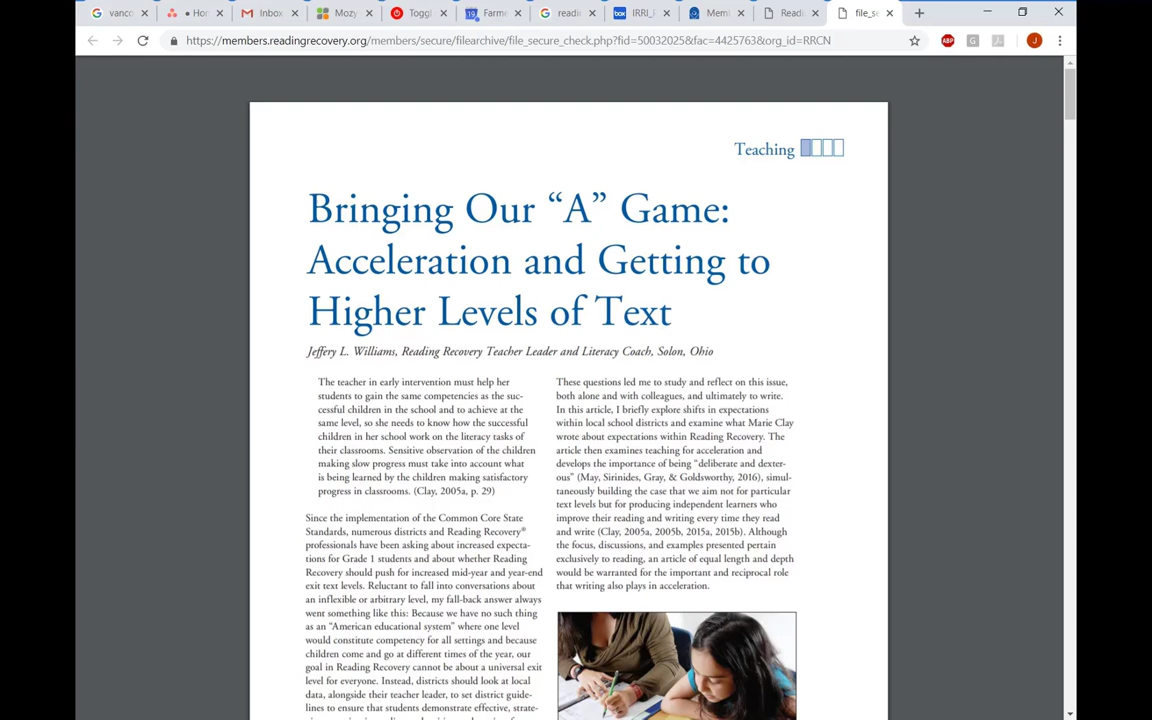 vanco
Hor
Inbox
Mozy
Toggl
Farme
readi
IRRI_I
Meml
Readi
file_se
https://members.readingrecovery.org/members/secure/filearchive/file_secure_check.php?fid=50032025&fac=4425763&org_id=RRCN
ABP
G
J
Teaching
Bringing Our “A” Game:
Acceleration and Getting to
Higher Levels of Text
Jeffery L. Williams, Reading Recovery Teacher Leader and Literacy Coach, Solon, Ohio
The teacher in early intervention must help her
students to gain the same competencies as the suc-
cessful children in the school and to achieve at the
same level, so she needs to know how the successful
children in her school work on the literacy tasks of
their classrooms. Sensitive observation of the children
making slow progress must take into account what
is being learned by the children making satisfactory
progress in classrooms. (Clay, 2005a, p. 29)
Since the implementation of the Common Core State
Standards, numerous districts and Reading Recovery®
professionals have been asking about increased expecta-
tions for Grade 1 students and about whether Reading
Recovery should push for increased mid-year and year-end
exit text levels. Reluctant to fall into conversations about
an inflexible or arbitrary level, my fall-back answer always
went something like this: Because we have no such thing
as an “American educational system” where one level
would constitute competency for all settings and because
children come and go at different times of the year, our
goal in Reading Recovery cannot be about a universal exit
level for everyone. Instead, districts should look at local
data, alongside their teacher leader, to set district guide-
lines to ensure that students demonstrate effective, strate-
These questions led me to study and reflect on this issue,
both alone and with colleagues, and ultimately to write.
In this article, I briefly explore shifts in expectations
within local school districts and examine what Marie Clay
wrote about expectations within Reading Recovery. The
article then examines teaching for acceleration and
develops the importance of being “deliberate and dexter-
ous” (May, Sirinides, Gray, & Goldsworthy, 2016), simul-
taneously building the case that we aim not for particular
text levels but for producing independent learners who
improve their reading and writing every time they read
and write (Clay, 2005a, 2005b, 2015a, 2015b). Although
the focus, discussions, and examples presented pertain
exclusively to reading, an article of equal length and depth
would be warranted for the important and reciprocal role
that writing also plays in acceleration.